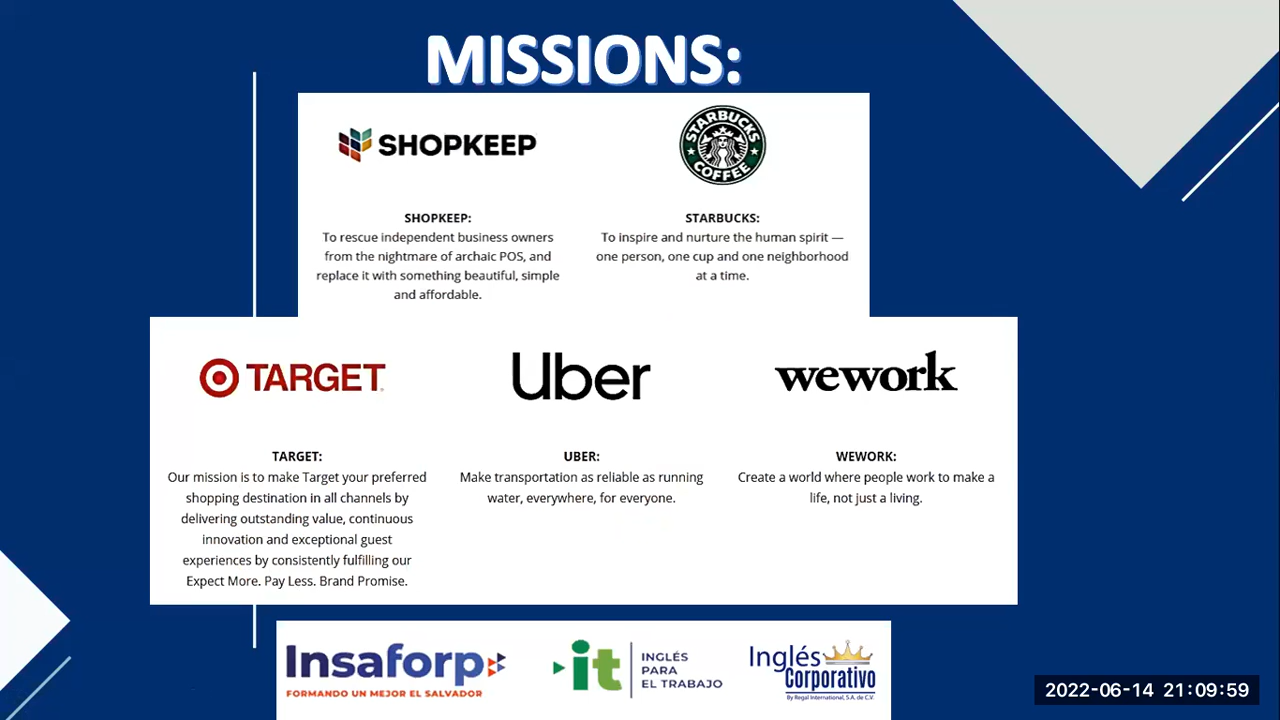 MISSIONS:
SHOPKEEP
STARBUCKS
COFFEE
SHOPKEEP:
To rescue independent business owners
from the nightmare of archaic POS, and
replace it with something beautiful, simple
and affordable.
STARBUCKS:
To inspire and nurture the human spirit —
one person, one cup and one neighborhood
at a time.
TARGET
Uber
wework
TARGET:
Our mission is to make Target your preferred
shopping destination in all channels by
delivering outstanding value, continuous
innovation and exceptional guest
experiences by consistently fulfilling our
Expect More. Pay Less. Brand Promise.
UBER:
Make transportation as reliable as running
water, everywhere, for everyone.
WEWORK:
Create a world where people work to make a
life, not just a living.
Insaforp
FORMANDO UN MEJOR EL SALVADOR
it
INGLÉS
PARA
EL TRABAJO
Inglés
Corporativo
By Regal International, S.A. de C.V.
2022-06-14 21:09:59